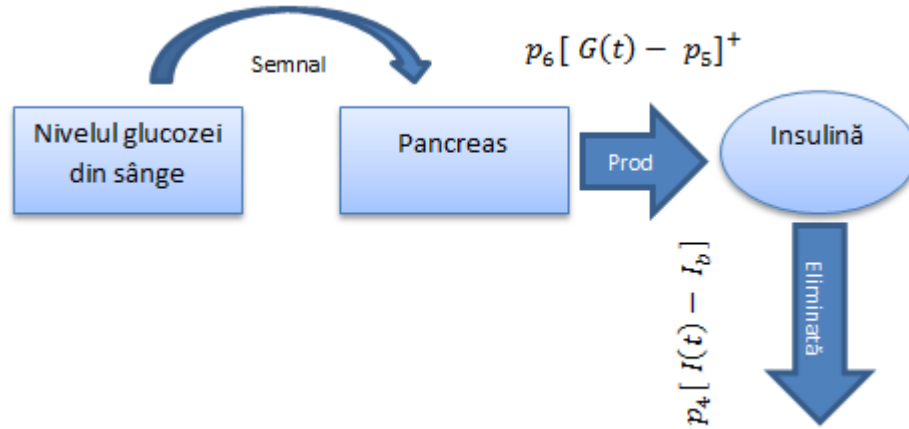 Semnal
p₆[ G(t) − p₅]⁺
Nivelul glucozei
din sânge
Pancreas
Prod
Insulină
p₄[ I(t) − I_b]
Eliminată